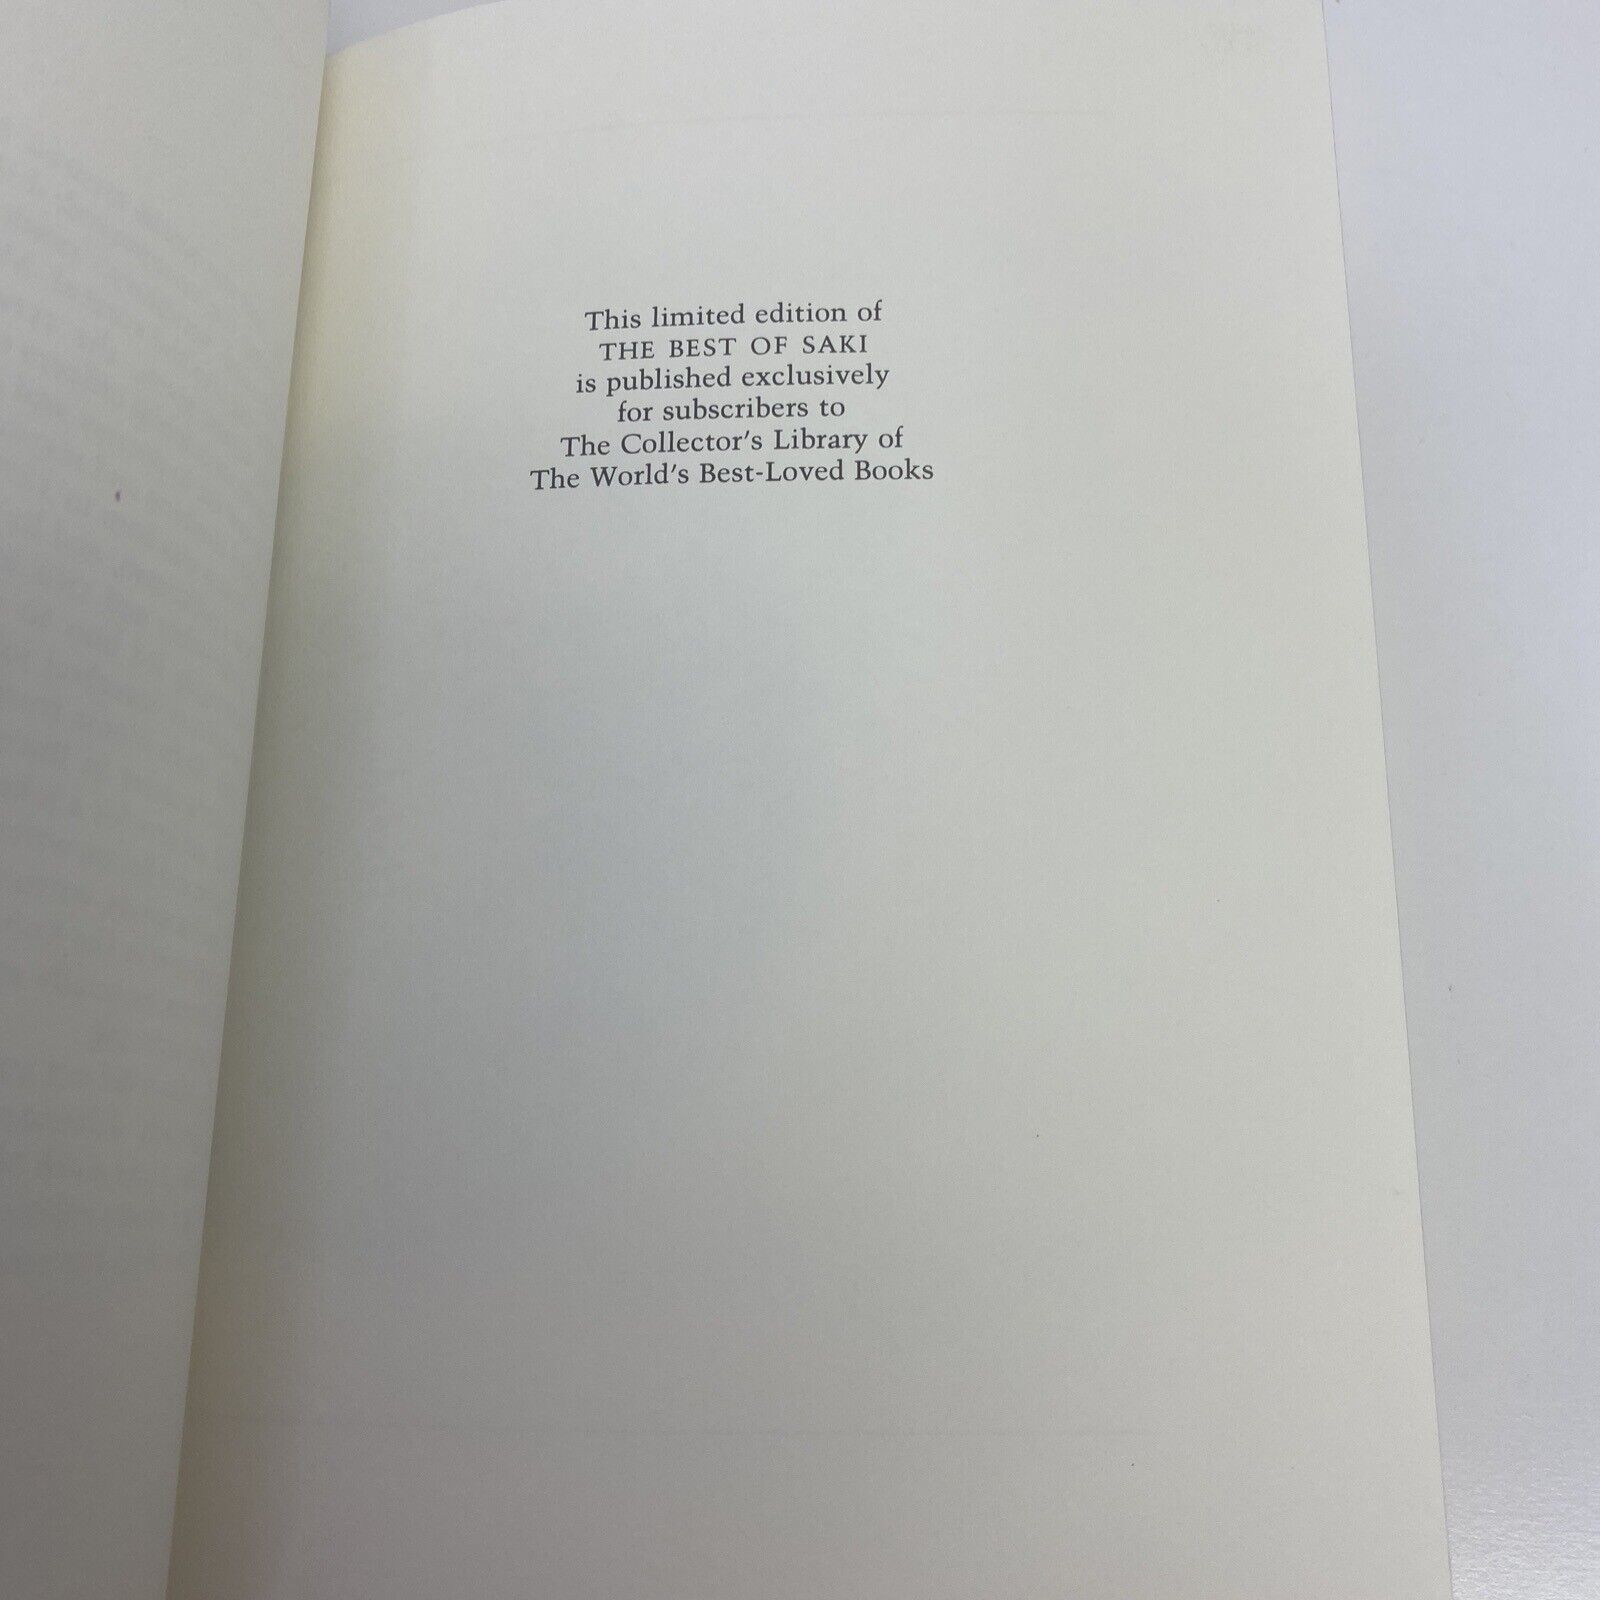 This limited edition of
THE BEST OF SAKI
is published exclusively
for subscribers to
The Collector's Library of
The World's Best-Loved Books